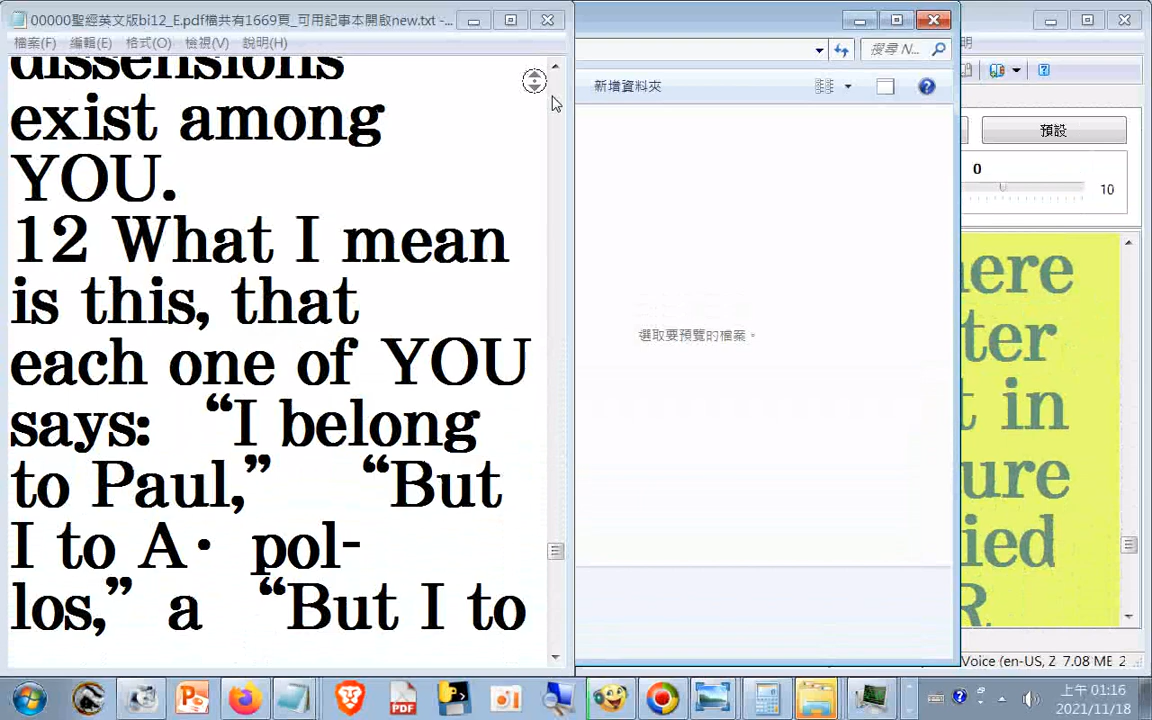 00000聖經英文版bi12_E.pdf檔共有1669頁_可用記事本開啟new.txt -...
檔案(F) 編輯(E) 格式(O) 檢視(V) 說明(H)
dissensions
exist among
YOU.
12 What I mean
is this, that
each one of YOU
says: “I belong
to Paul,” “But
I to A· pol-
los,” a “But I to
搜尋 N...
新增資料夾
選取要預覽的檔案。
明
預設
0
10
ere
ter
t in
ure
ied
R
Voice (en-US, Z 7.08 ME 2
PDF
上午 01:16
2021/11/18